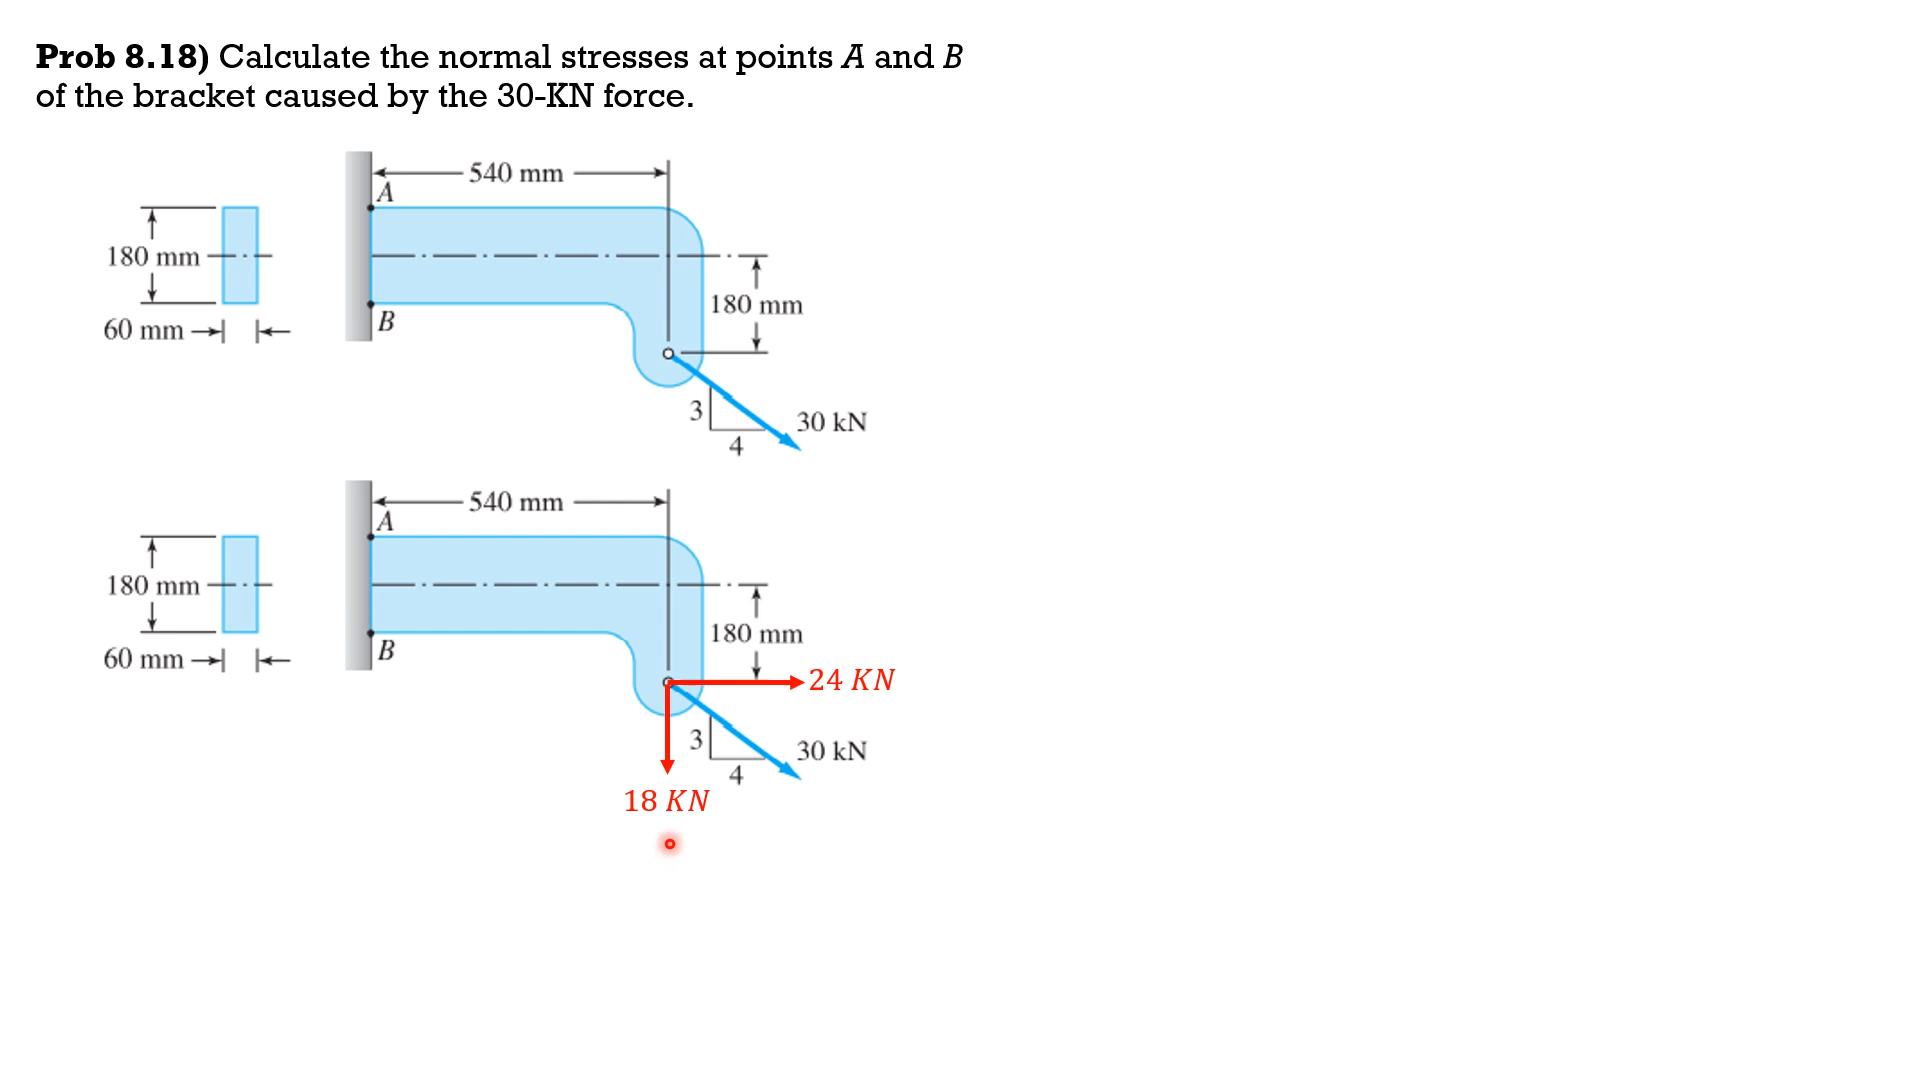 Prob 8.18) Calculate the normal stresses at points A and B
of the bracket caused by the 30-KN force.
540 mm
A
180 mm
60 mm
B
180 mm
3
4
30 kN
540 mm
A
180 mm
60 mm
B
180 mm
24 KN
3
4
30 kN
18 KN